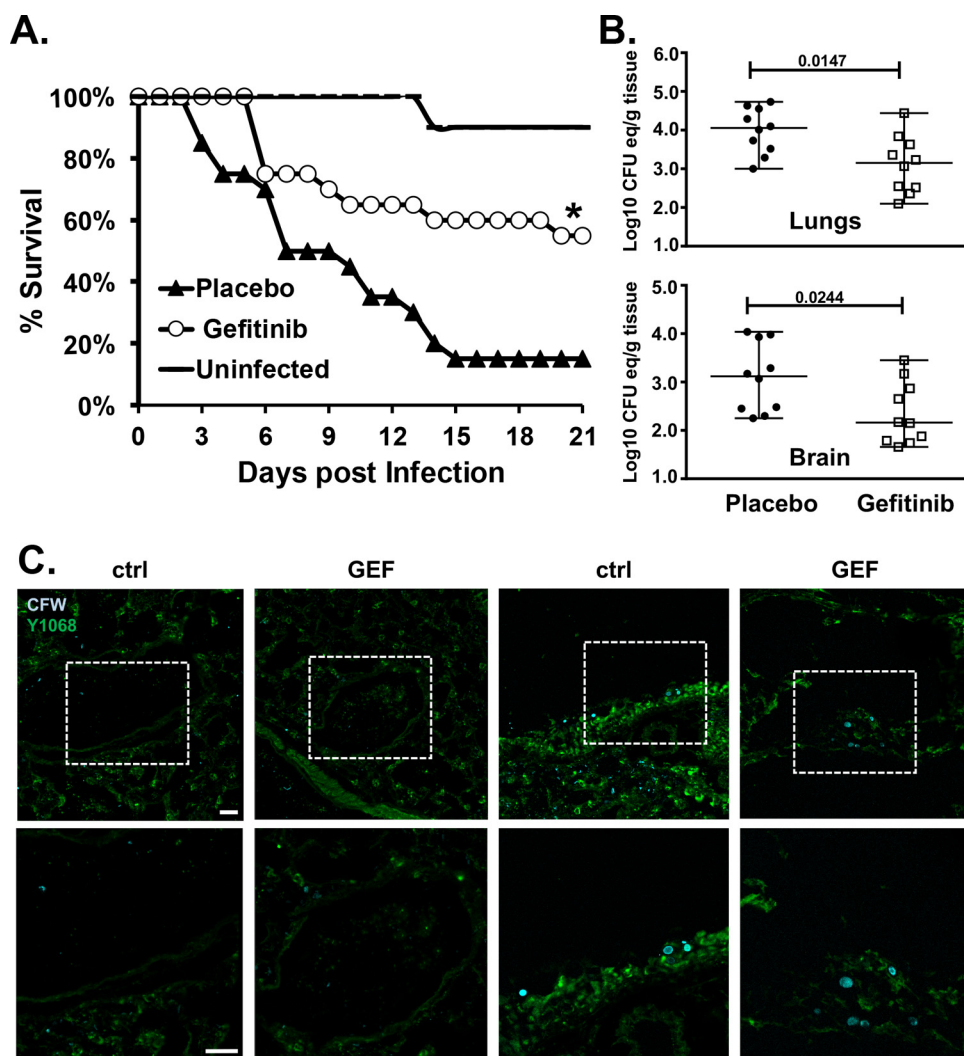 A.
100%
80%
60%
40%
20%
0%
% Survival
*
Placebo
Gefitinib
Uninfected
0 3 6 9 12 15 18 21
Days post Infection
B.
0.0147
6.0
5.0
4.0
3.0
2.0
1.0
Log10 CFU eq/g tissue
Lungs
0.0244
5.0
4.0
3.0
2.0
1.0
Log10 CFU eq/g tissue
Brain
Placebo Gefitinib
C.
ctrl GEF ctrl GEF
CFW
Y1068